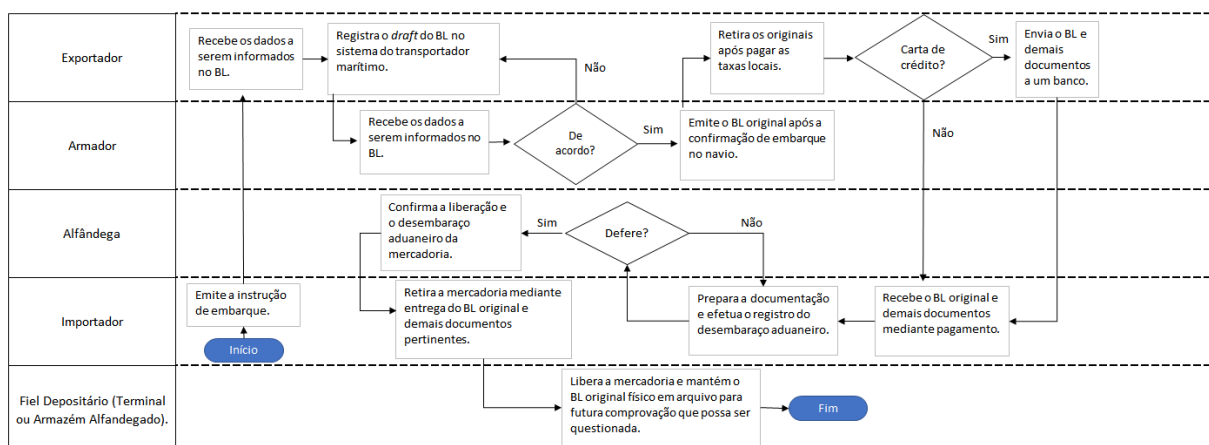 Exportador
Recebe os dados a
serem informados
no BL.
Registra o draft do BL no
sistema do transportador
marítimo.
Não
Retira os originais
após pagar as
taxas locais.
Carta de
crédito?
Sim
Envia o BL e
demais
documentos
a um banco.
Armador
Recebe os dados a
serem informados no
BL.
De
acordo?
Sim
Emite o BL original após a
confirmação de embarque
no navio.
Não
Alfândega
Confirma a liberação e
o desembaraço
aduaneiro da
mercadoria.
Sim
Defere?
Não
Importador
Emite a instrução
de embarque.
Início
Retira a mercadoria mediante
entrega do BL original e
demais documentos
pertinentes.
Prepara a documentação
e efetua o registro do
desembaraço aduaneiro.
Recebe o BL original e
demais documentos
mediante pagamento.
Fiel Depositário (Terminal
ou Armazém Alfandegado).
Libera a mercadoria e mantém o
BL original físico em arquivo para
futura comprovação que possa ser
questionada.
Fim